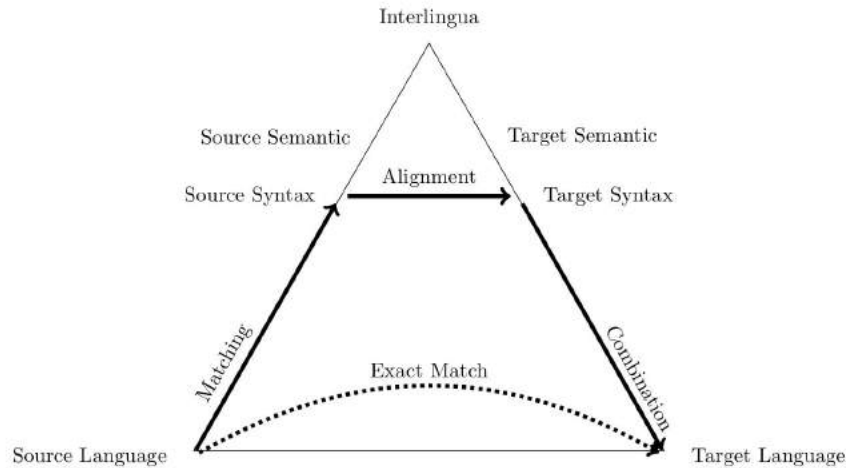 Interlingua
Source Semantic
Target Semantic
Alignment
Source Syntax
Target Syntax
Matching
Combination
Exact Match
Source Language
Target Language